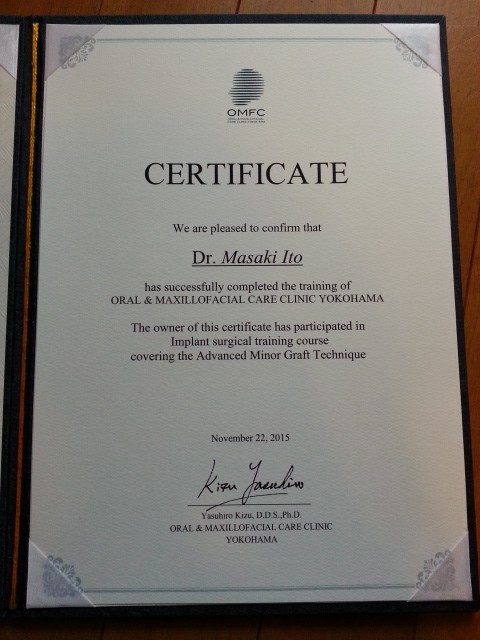 OMFC
CERTIFICATE
We are pleased to confirm that
Dr. Masaki Ito
has successfully completed the training of
ORAL & MAXILLOFACIAL CARE CLINIC YOKOHAMA
The owner of this certificate has participated in
Implant surgical training course
covering the Advanced Minor Graft Technique
November 22, 2015
Kizu Yasuhiro
Yasuhiro Kizu, D.D.S.,Ph.D.
ORAL & MAXILLOFACIAL CARE CLINIC
YOKOHAMA